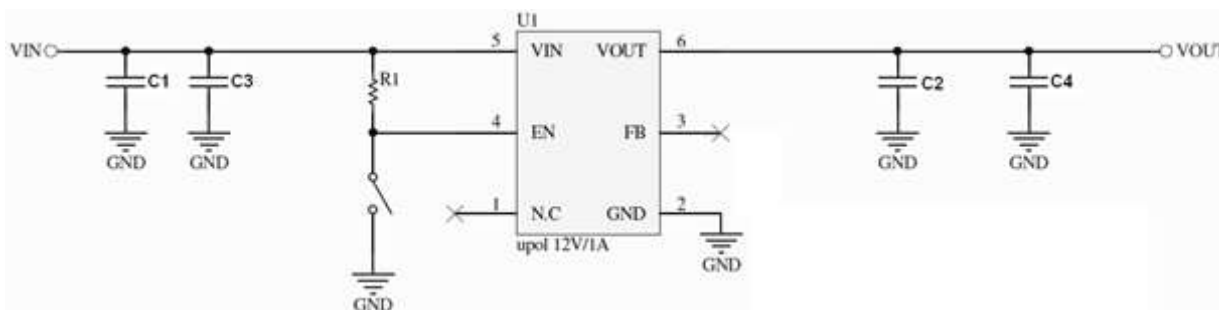 U1
VIN
5
VIN
VOUT
6
VOUT
C1
C3
R1
C2
C4
GND
GND
4
EN
FB
3
GND
GND
1
N.C
GND
2
upol 12V/1A
GND
GND